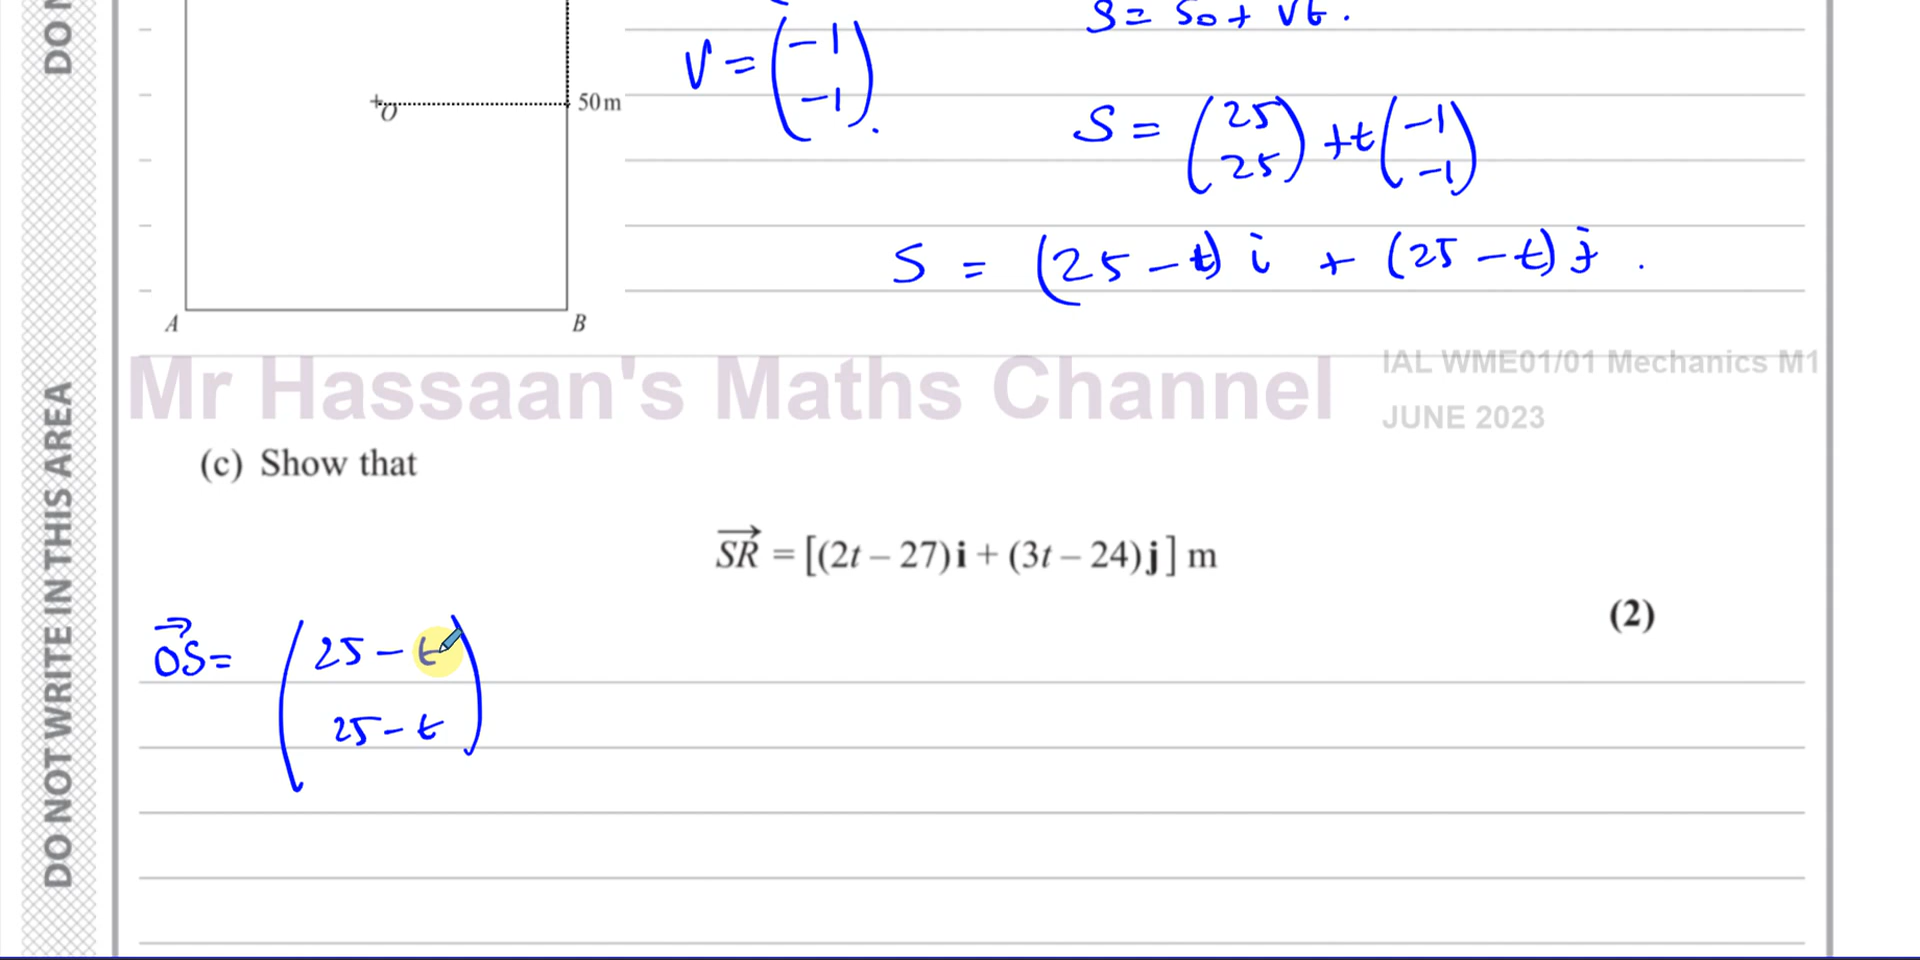 DO N
S = So + Vt.
V = (-1
-1).
+O
50 m
S = (25
25) + t(-1
-1)
S = (25 - t) i + (25 - t) j .
A
B
Mr Hassaan's Maths Channel
IAL WME01/01 Mechanics M1
JUNE 2023
DO NOT WRITE IN THIS AREA
(c) Show that
SR = [(2t – 27)i + (3t – 24)j] m
(2)
OS = (25 - t
25 - t)